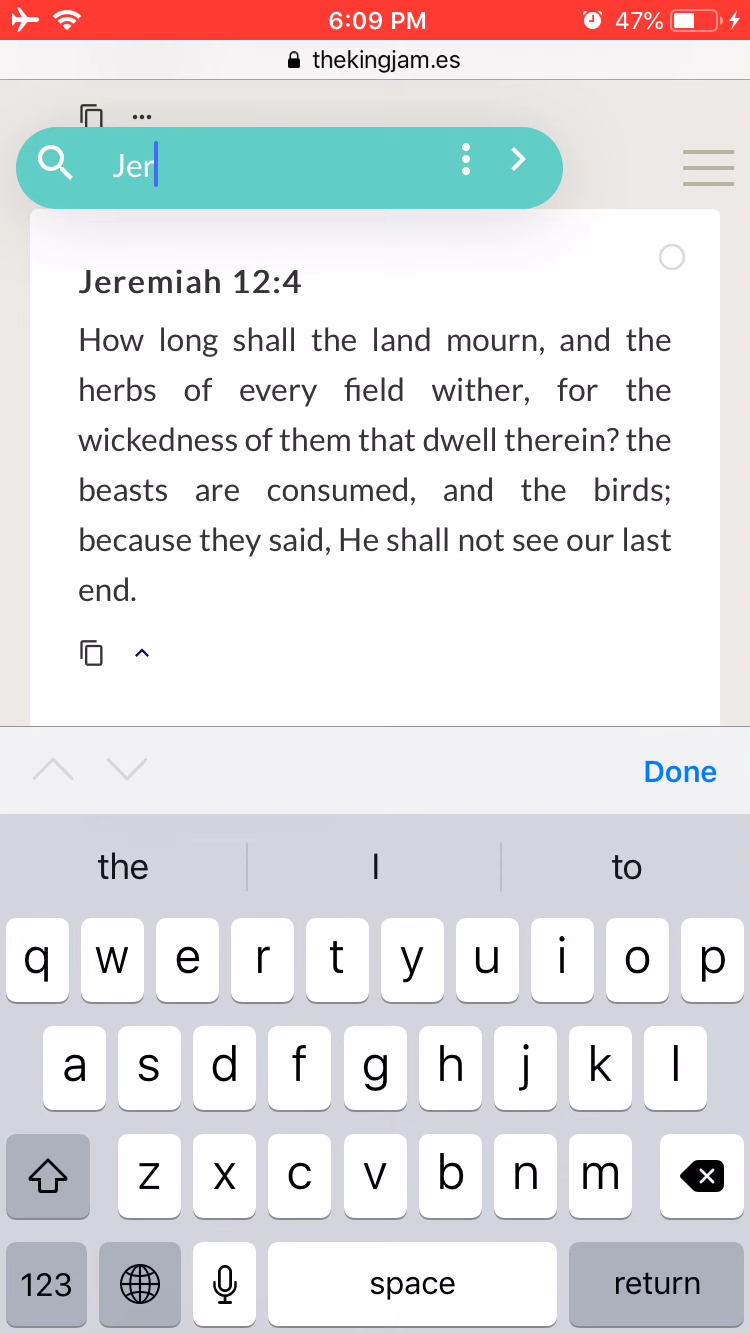 6:09 PM 47%
thekingjam.es
Jer
Jeremiah 12:4
How long shall the land mourn, and the
herbs of every field wither, for the
wickedness of them that dwell therein? the
beasts are consumed, and the birds;
because they said, He shall not see our last
end.
Done
the I to
q w e r t y u i o p
a s d f g h j k l
z x c v b n m
123 space return